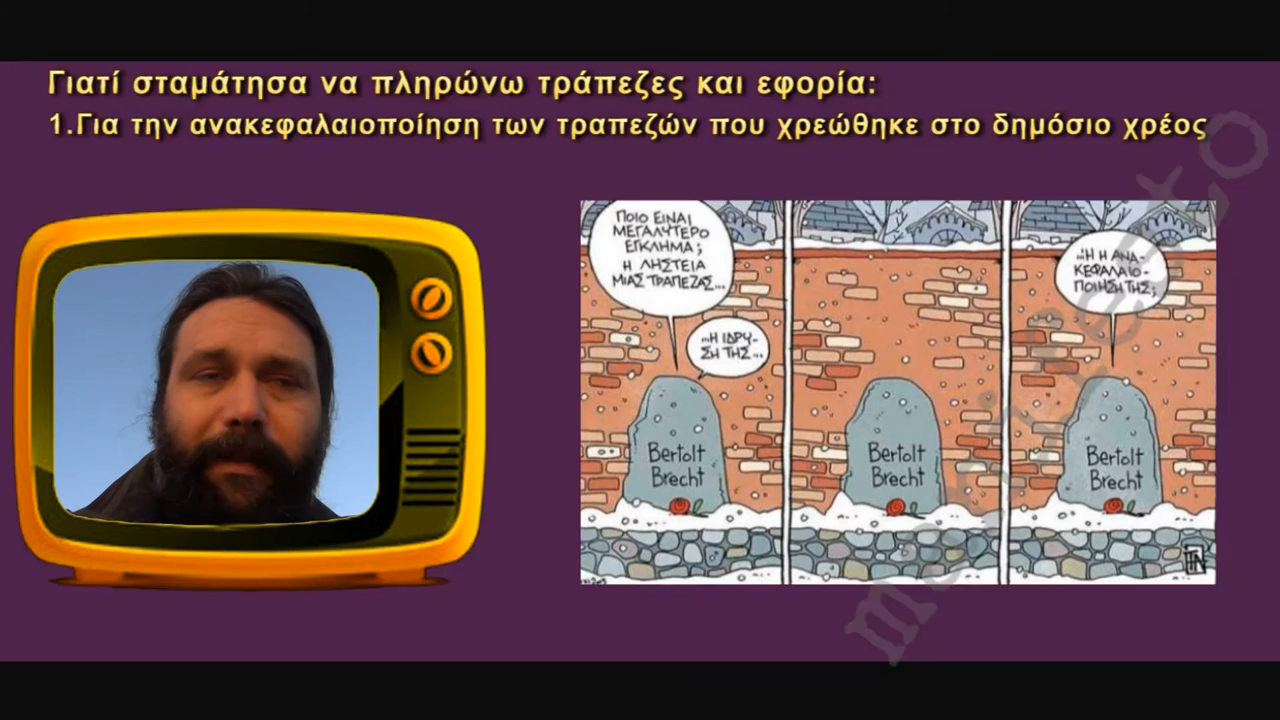 Γιατί σταμάτησα να πληρώνω τράπεζες και εφορία:
1.Για την ανακεφαλαιοποίηση των τραπεζών που χρεώθηκε στο δημόσιο χρέος
ΠΟΙΟ ΕΙΝΑΙ
ΜΕΓΑΛΥΤΕΡΟ
ΕΓΚΛΗΜΑ;
Η ΛΗΣΤΕΙΑ
ΜΙΑΣ ΤΡΑΠΕΖΑΣ...
...Η ΙΔΡΥ-
ΣΗ ΤΗΣ...
Bertolt
Brecht
Bertolt
Brecht
...Ή Η ΑΝΑ-
ΚΕΦΑΛΑΙΟ-
ΠΟΙΗΣΗ ΤΗΣ;
Bertolt
Brecht